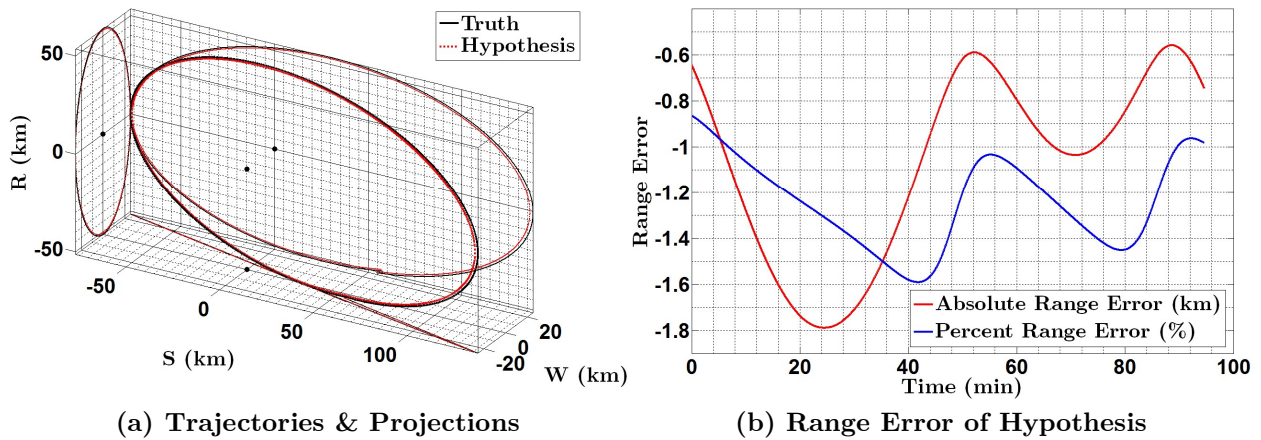 Truth
Hypothesis
50
0
-50
R (km)
-50
0
50
100
S (km)
20
0
-20
W (km)
(a) Trajectories & Projections
-0.6
-0.8
-1
-1.2
-1.4
-1.6
-1.8
Range Error
Absolute Range Error (km)
Percent Range Error (%)
0
20
40
60
80
100
Time (min)
(b) Range Error of Hypothesis